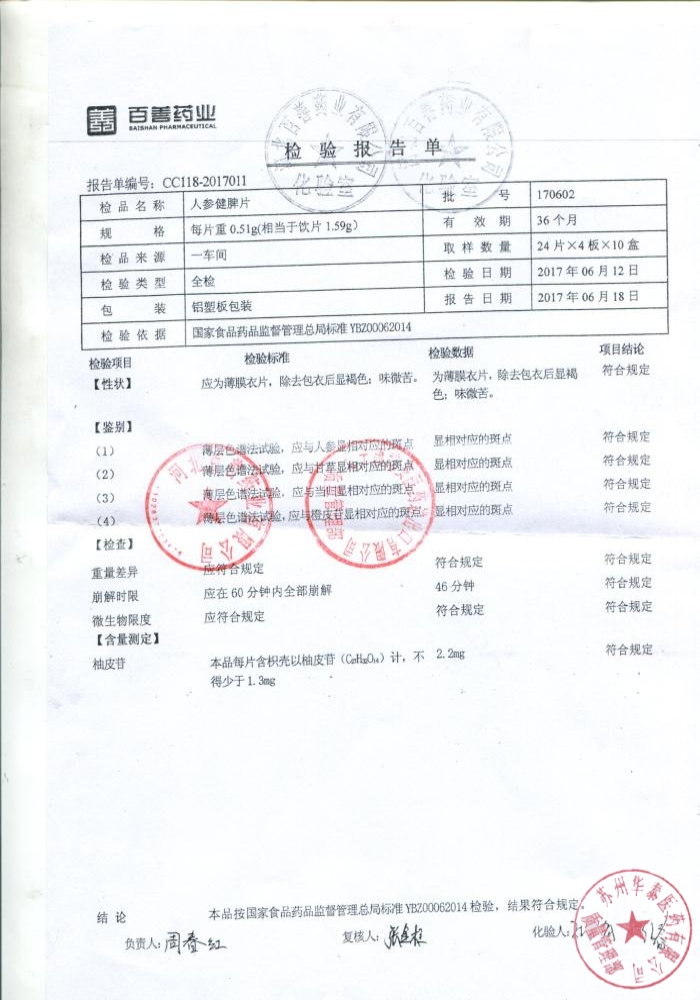 百善药业
BAISHAN PHARMACEUTICAL
检验报告单
化验室 化验室
报告单编号：CC118-2017011
检品名称 人参健脾片 批号 170602
规格 每片重0.51g(相当于饮片1.59g） 有效期 36个月
检品来源 一车间 取样数量 24片×4板×10盒
检验类型 全检 检验日期 2017年06月12日
包装 铝塑板包装 报告日期 2017年06月18日
检验依据 国家食品药品监督管理总局标准YBZ00062014
检验项目 检验标准 检验数据 项目结论
【性状】 应为薄膜衣片，除去包衣后显褐色；味微苦。 为薄膜衣片，除去包衣后显褐 符合规定
色；味微苦。
【鉴别】
（1） 薄层色谱法试验，应与人参显相对应的斑点 显相对应的斑点 符合规定
（2） 薄层色谱法试验，应与甘草显相对应的斑点 显相对应的斑点 符合规定
（3） 薄层色谱法试验，应与当归显相对应的斑点 显相对应的斑点 符合规定
（4） 薄层色谱法试验，应与橙皮苷显相对应的斑点 显相对应的斑点 符合规定
【检查】
重量差异 应符合规定 符合规定 符合规定
崩解时限 应在60分钟内全部崩解 46分钟 符合规定
微生物限度 应符合规定 符合规定 符合规定
【含量测定】
柚皮苷 本品每片含枳壳以柚皮苷（C₂₇H₃₂O₁₄）计，不 2.2mg 符合规定
得少于1.3mg
结论 本品按国家食品药品监督管理总局标准YBZ00062014检验，结果符合规定。
负责人：周春红 复核人： 化验人：
苏州华泰医药有限公司